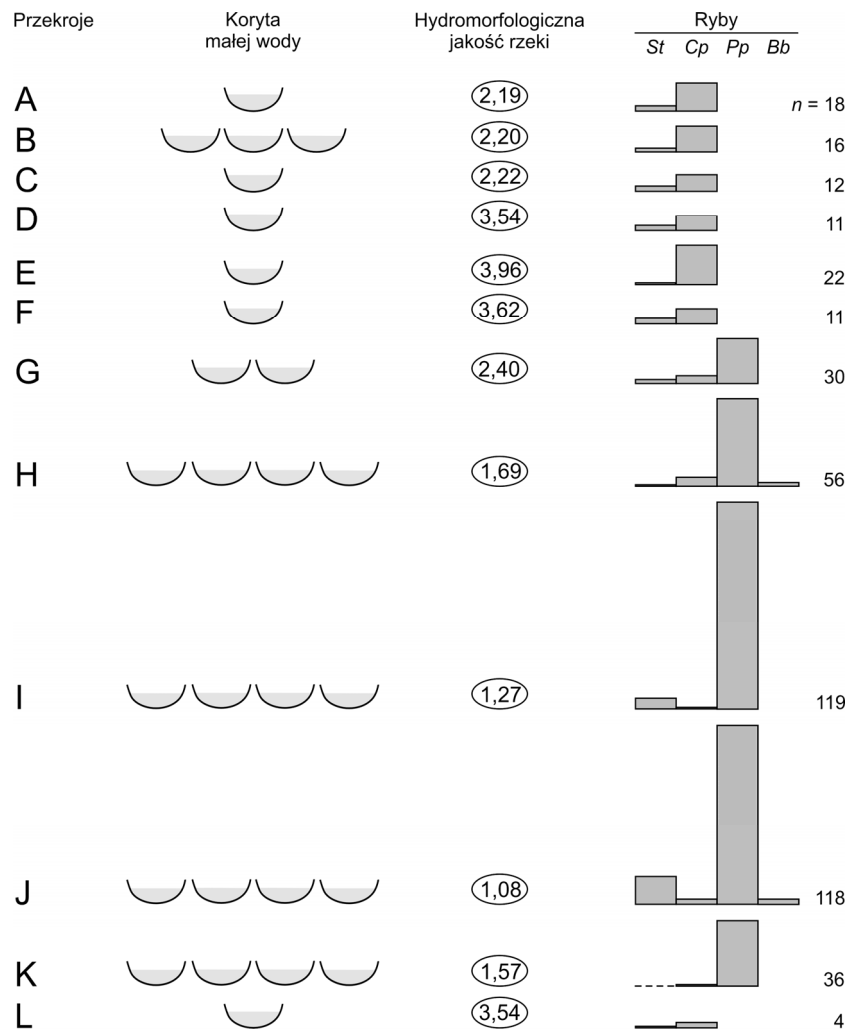 Przekroje Koryta małej wody Hydromorfologiczna jakość rzeki Ryby
St Cp Pp Bb
A 2,19 n = 18
B 2,20 16
C 2,22 12
D 3,54 11
E 3,96 22
F 3,62 11
G 2,40 30
H 1,69 56
I 1,27 119
J 1,08 118
K 1,57 36
L 3,54 4